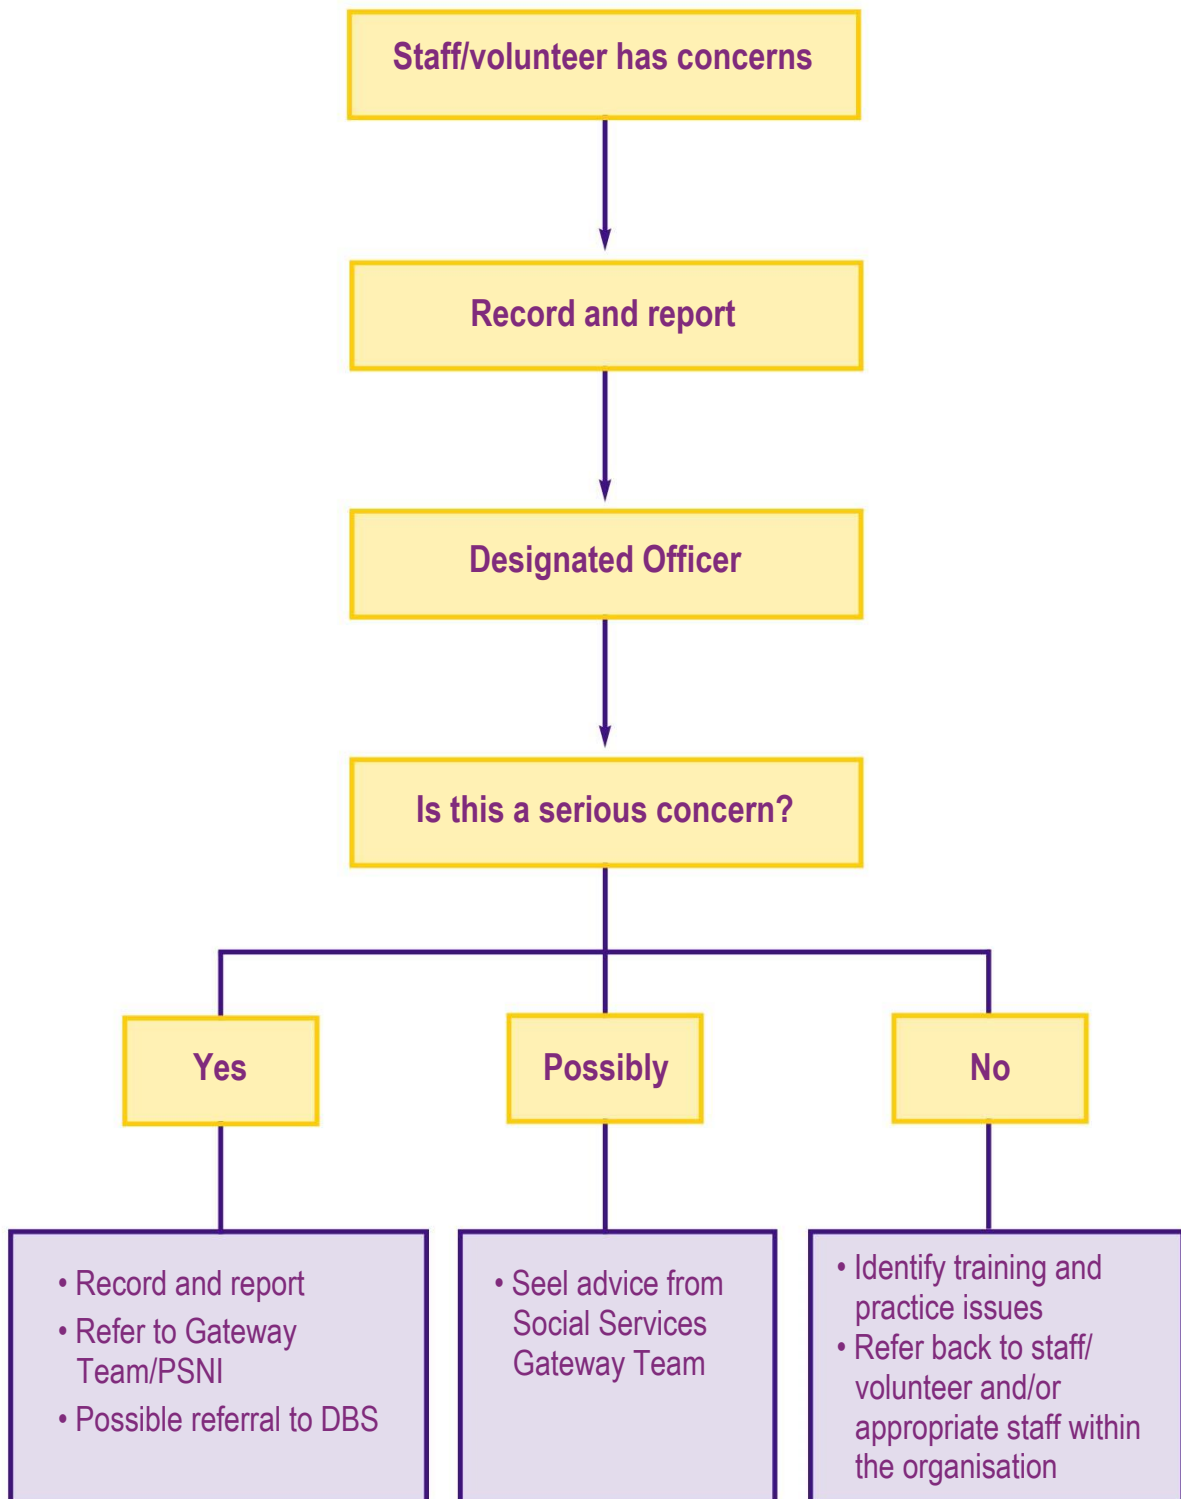 Staff/volunteer has concerns
Record and report
Designated Officer
Is this a serious concern?
Yes
Possibly
No
• Record and report
• Refer to Gateway
Team/PSNI
• Possible referral to DBS
• Seel advice from
Social Services
Gateway Team
• Identify training and
practice issues
• Refer back to staff/
volunteer and/or
appropriate staff within
the organisation